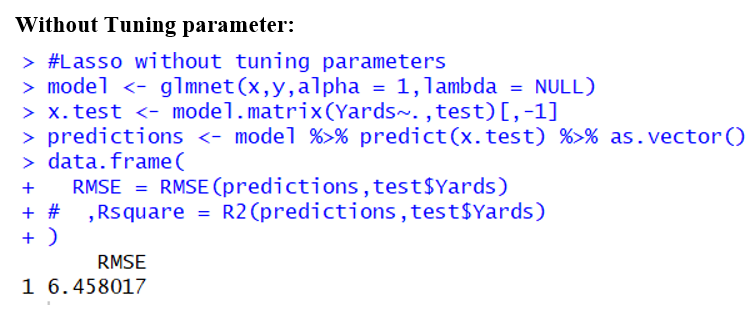 Without Tuning parameter:
> #Lasso without tuning parameters
> model <- glmnet(x,y,alpha = 1,lambda = NULL)
> x.test <- model.matrix(Yards~.,test)[,-1]
> predictions <- model %>% predict(x.test) %>% as.vector()
> data.frame(
+   RMSE = RMSE(predictions,test$Yards)
+ #  ,Rsquare = R2(predictions,test$Yards)
+ )
      RMSE
1 6.458017